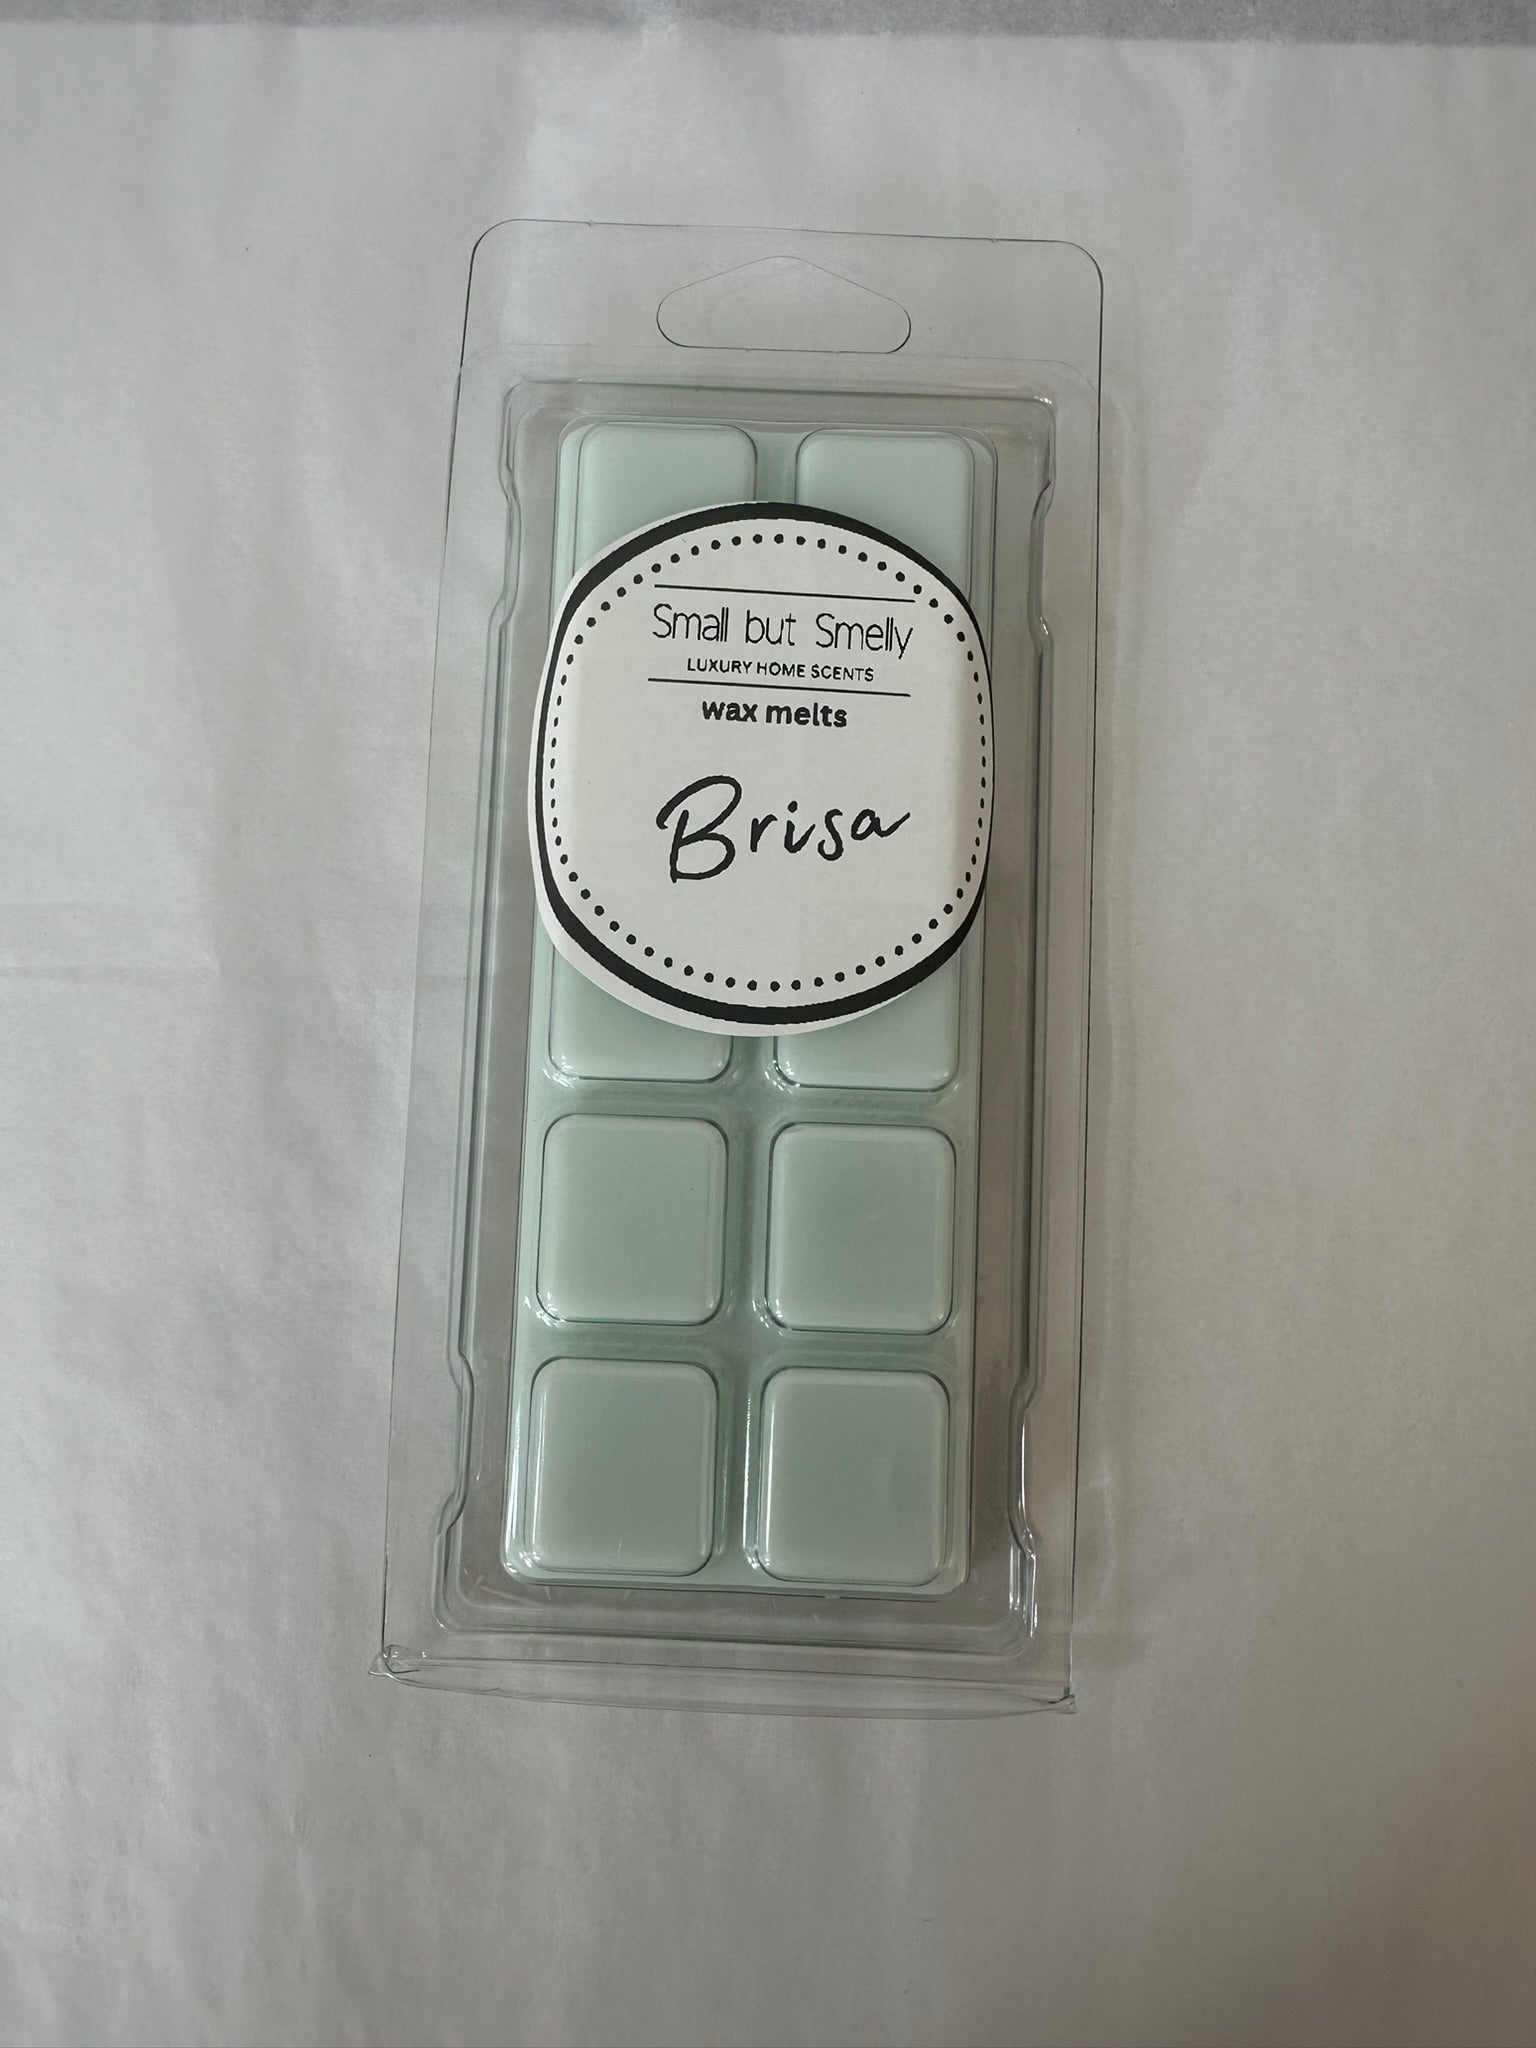 Small but Smelly
LUXURY HOME SCENTS
wax melts
Brisa